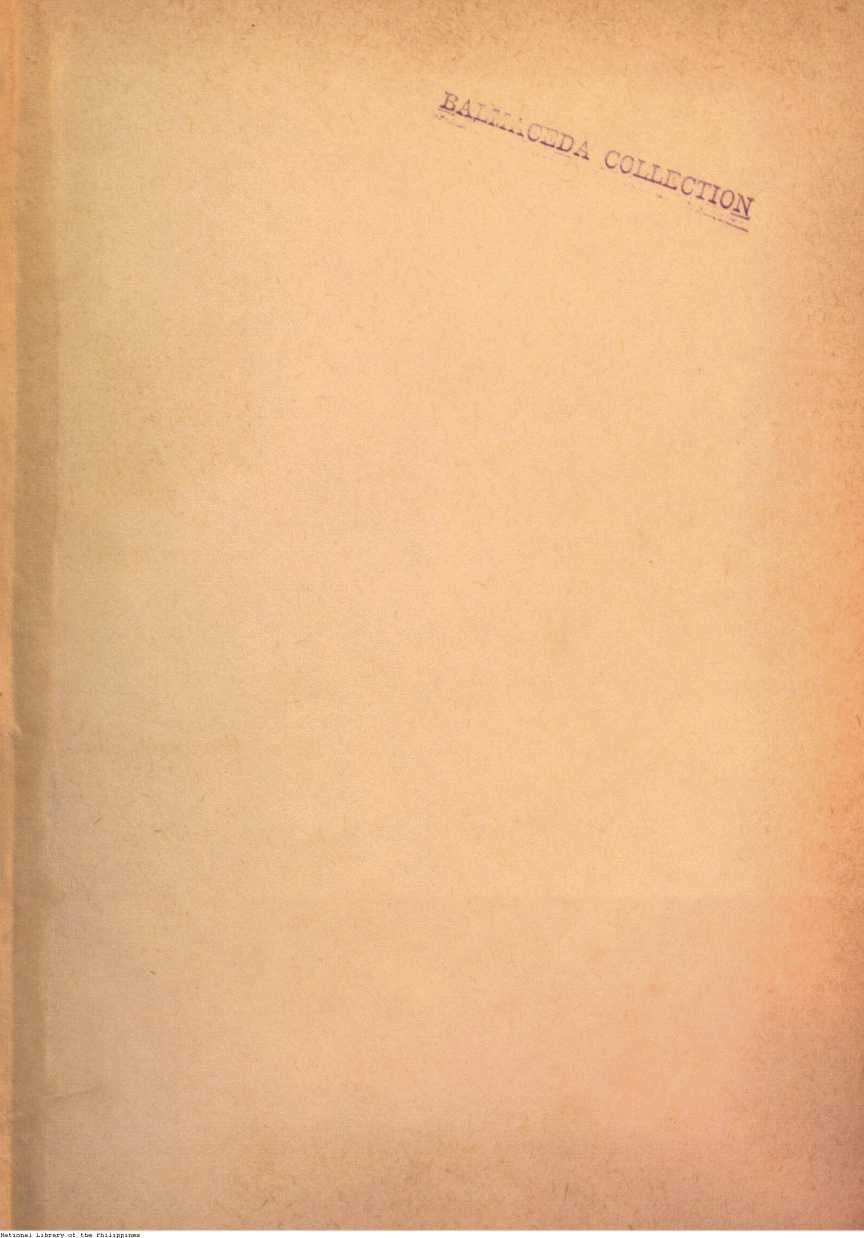 BALMACEDA COLLECTION
National Library of the Philippines